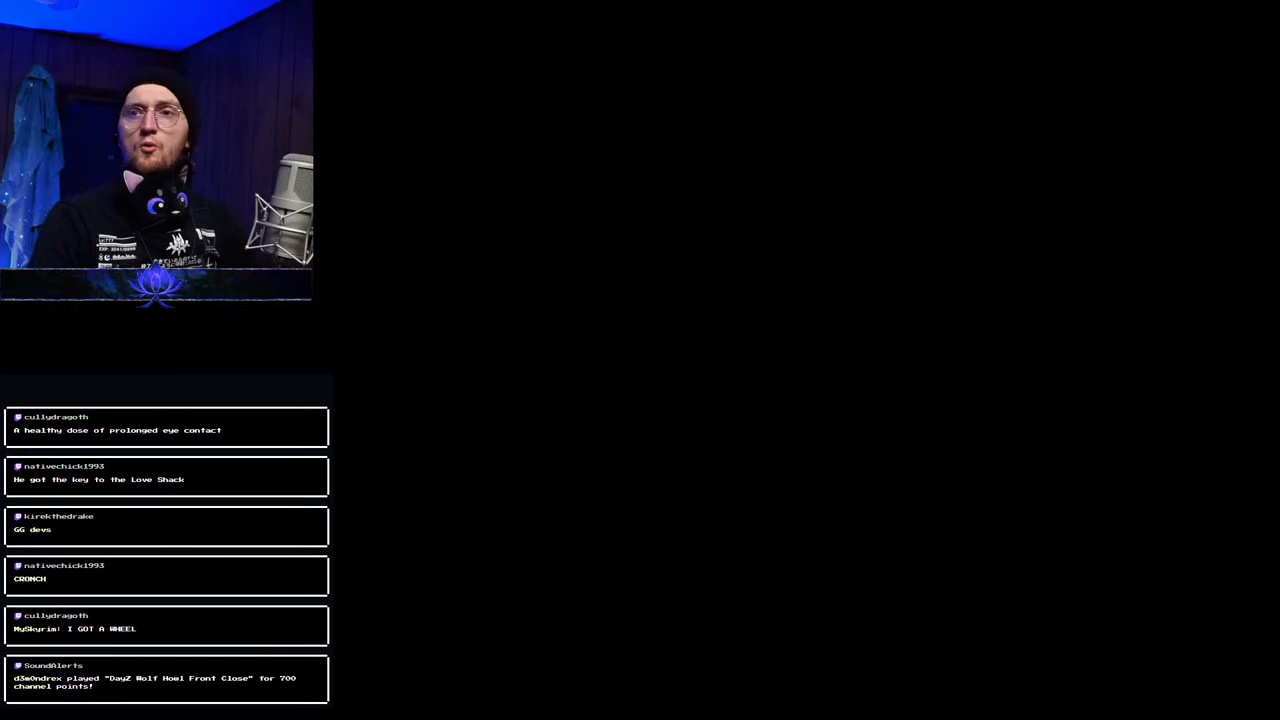 cullydragoth
A healthy dose of prolonged eye contact
nativechick1993
He got the key to the Love Shack
kirekthedrake
GG devs
nativechick1993
CRONCH
cullydragoth
MySkyrim: I GOT A WHEEL
SoundAlerts
d3m0ndrex played "DayZ Wolf Howl Front Close" for 700
channel points!